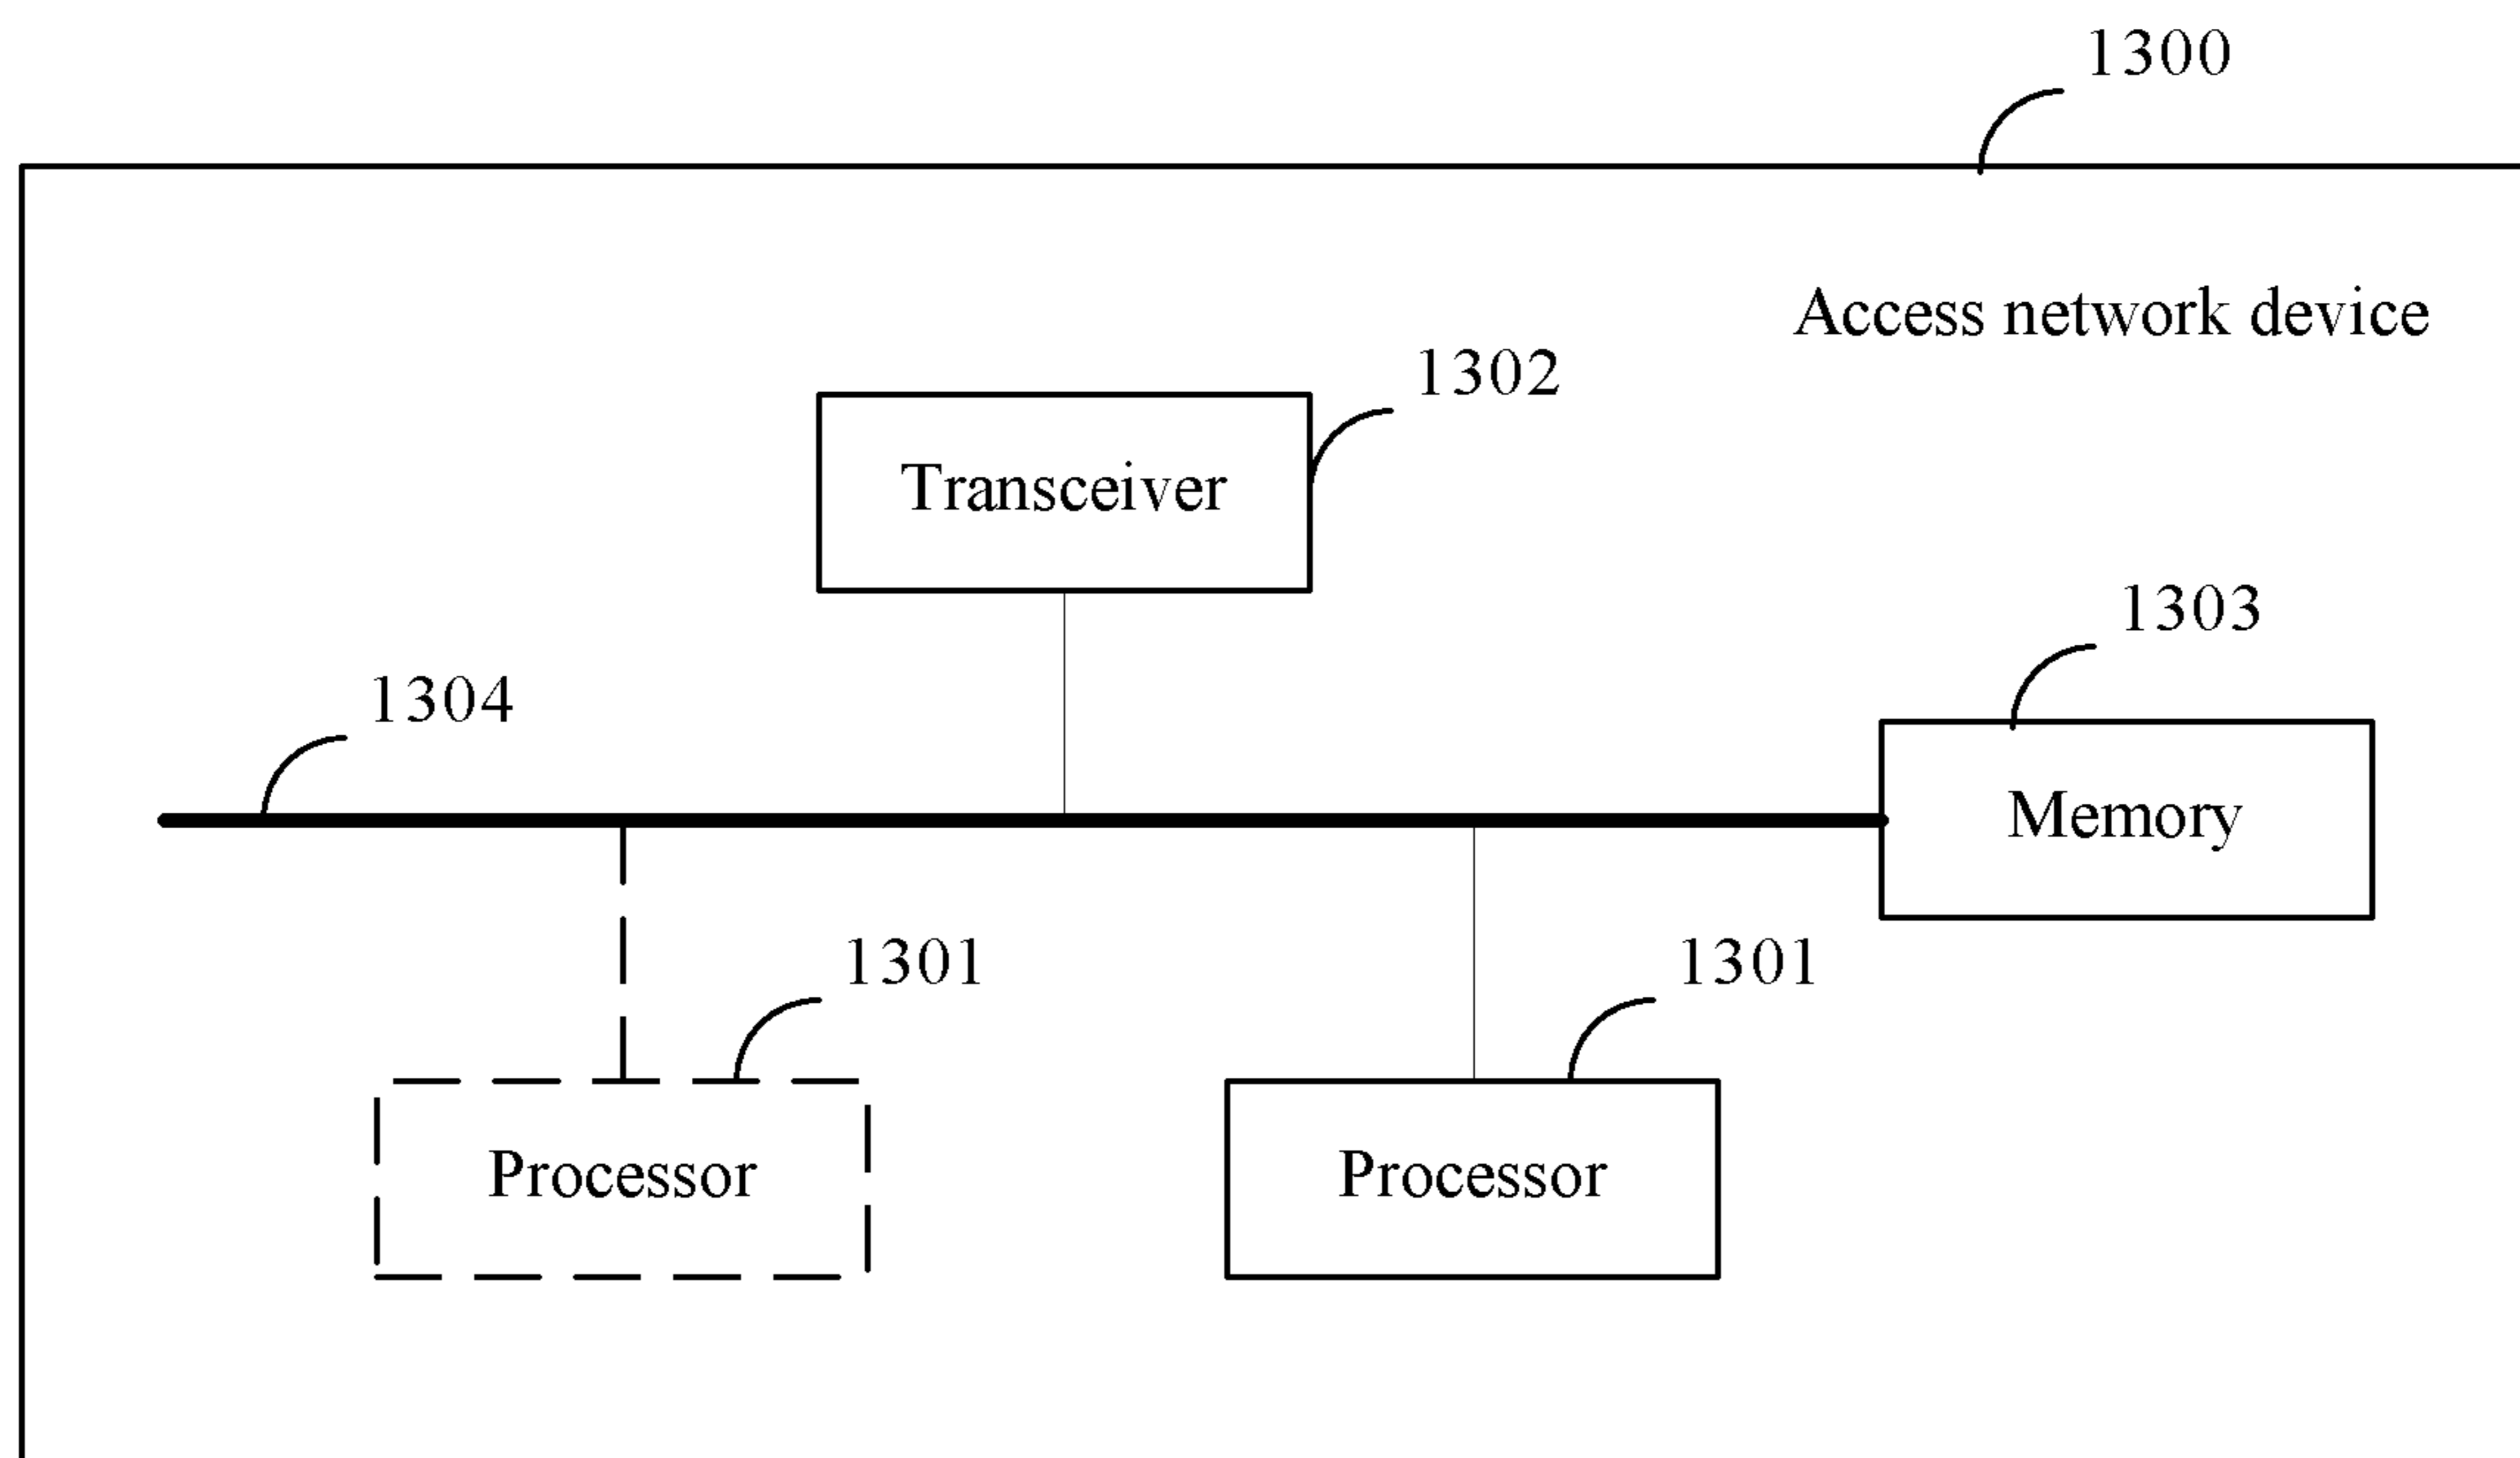 1300
Access network device
1302
Transceiver
1303
1304
Memory
1301
1301
Processor
Processor